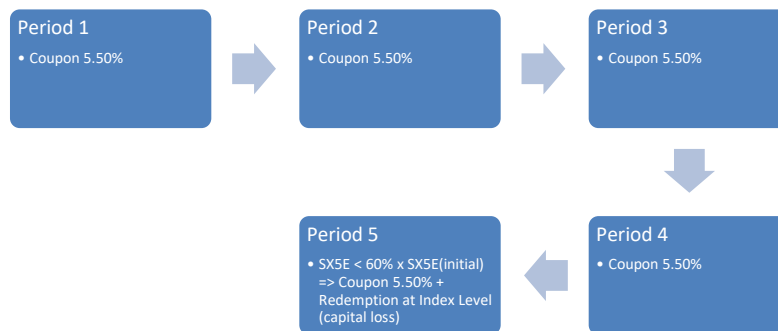 Period 1
• Coupon 5.50%
Period 2
• Coupon 5.50%
Period 3
• Coupon 5.50%
Period 4
• Coupon 5.50%
Period 5
• SX5E < 60% x SX5E(initial)
=> Coupon 5.50% +
Redemption at Index Level
(capital loss)